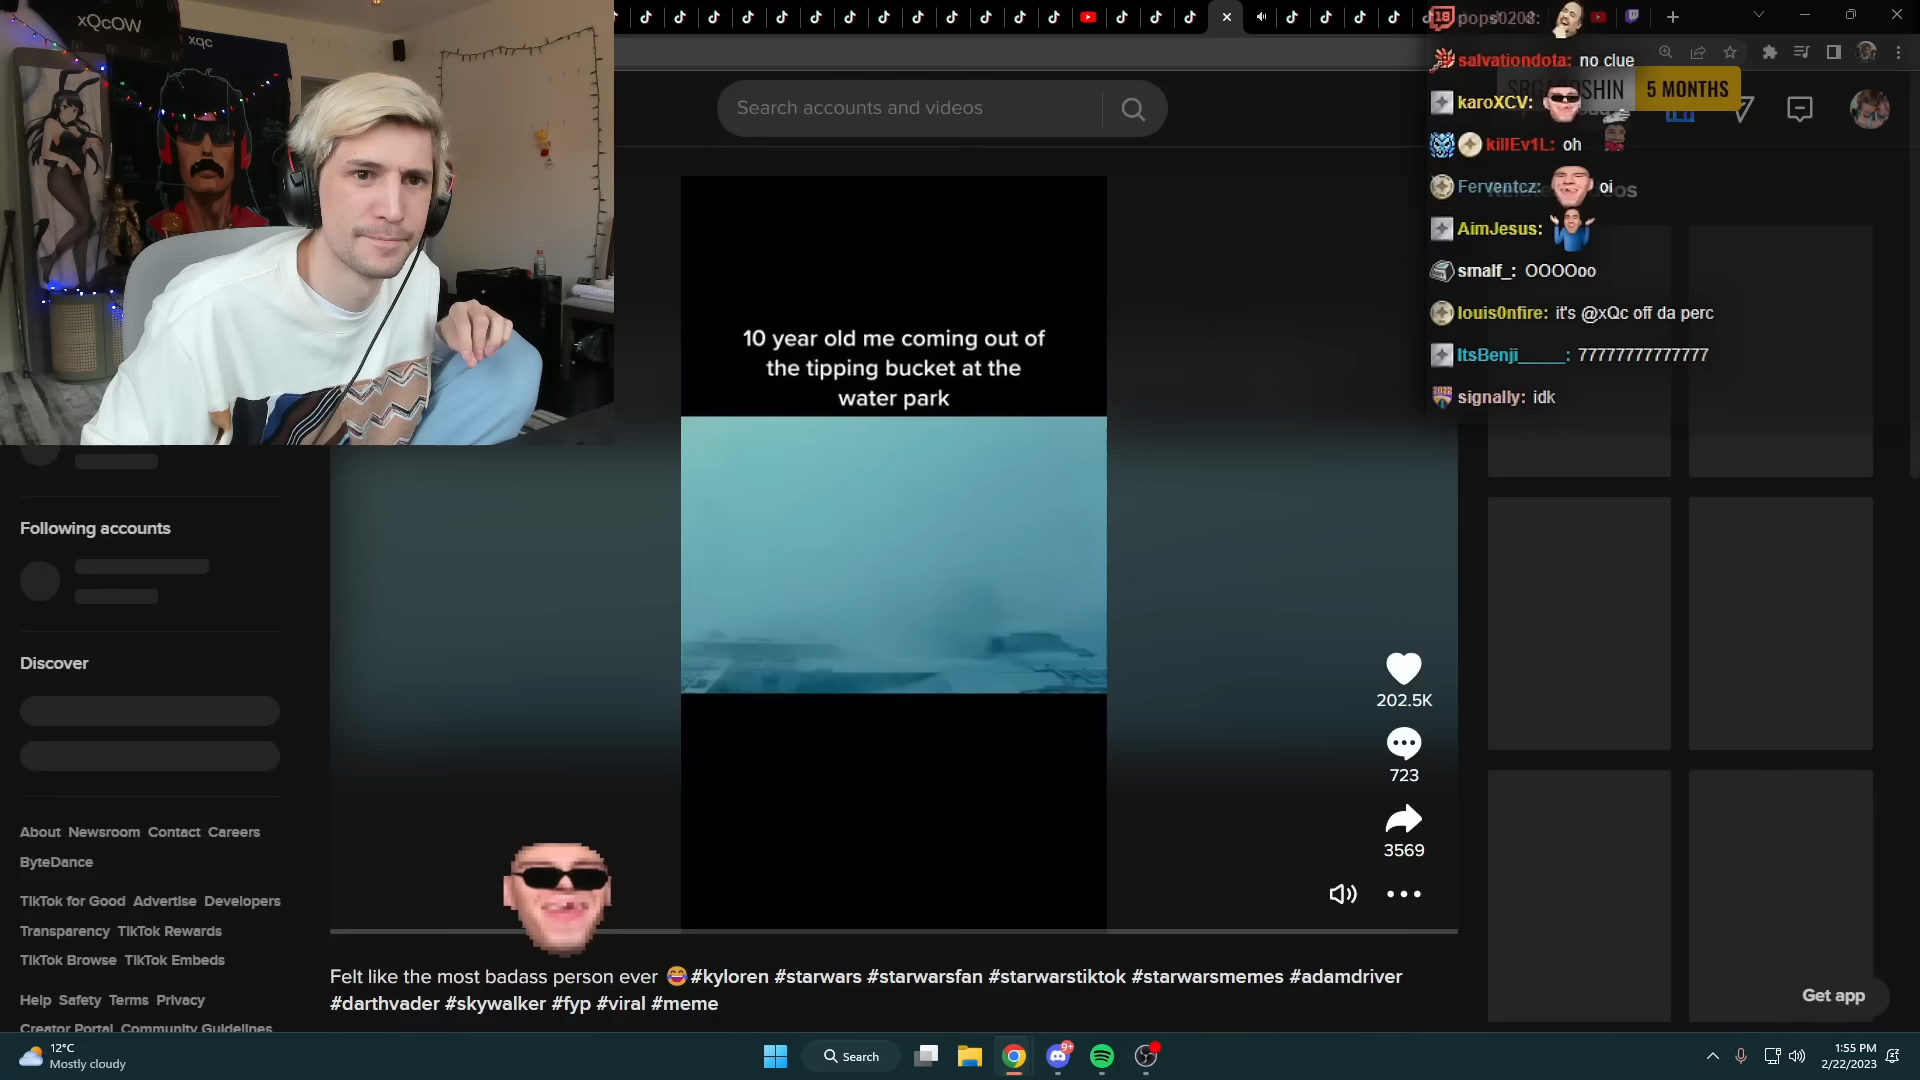 xQcOW
xqc
Search accounts and videos
10 year old me coming out of
the tipping bucket at the
water park
pops0208:
salvationdota: no clue
5 MONTHS
karoXCV:
killEv1L: oh
Ferventcz: oi
AimJesus:
smalf_: OOOOoo
louis0nfire: it's @xQc off da perc
ItsBenji_____: 77777777777777
signally: idk
Following accounts
Discover
About Newsroom Contact Careers
ByteDance
TikTok for Good Advertise Developers
Transparency TikTok Rewards
TikTok Browse TikTok Embeds
Help Safety Terms Privacy
Creator Portal Community Guidelines
202.5K
723
3569
Felt like the most badass person ever 😂 #kyloren #starwars #starwarsfan #starwarstiktok #starwarsmemes #adamdriver
#darthvader #skywalker #fyp #viral #meme
Get app
12°C
Mostly cloudy
Search
9+
1:55 PM
2/22/2023